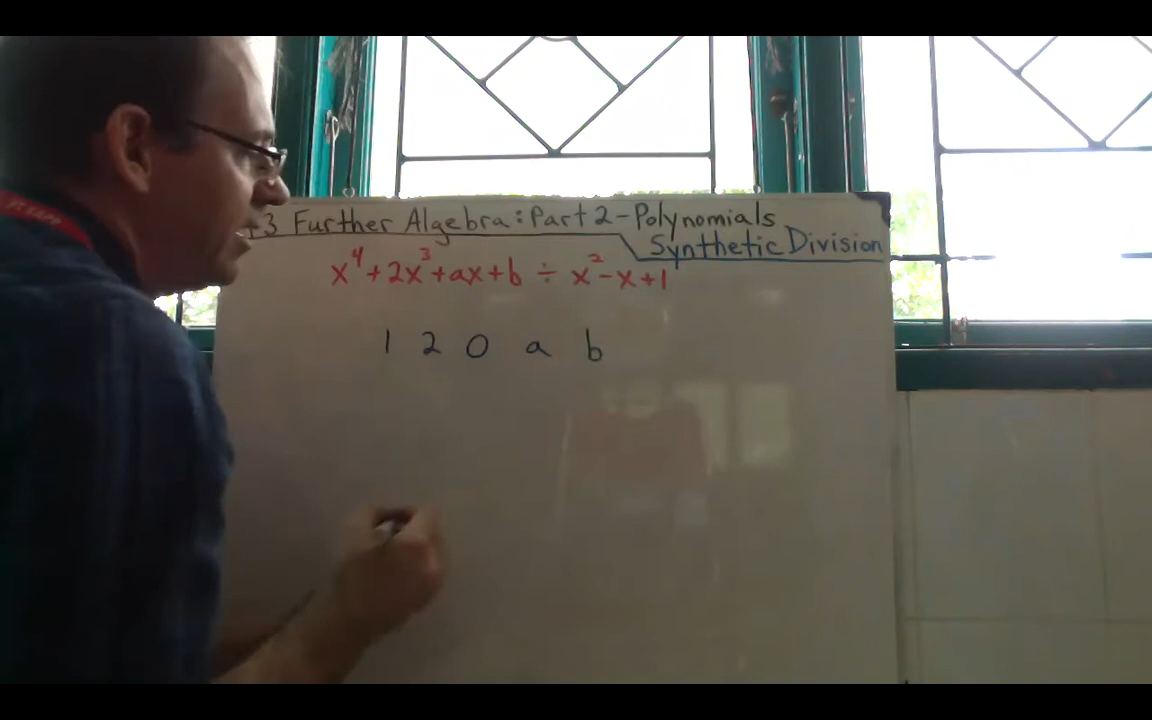 +3 Further Algebra: Part 2 - Polynomials
Synthetic Division
x⁴+2x³+ax+b ÷ x²-x+1
1 2 0 a b